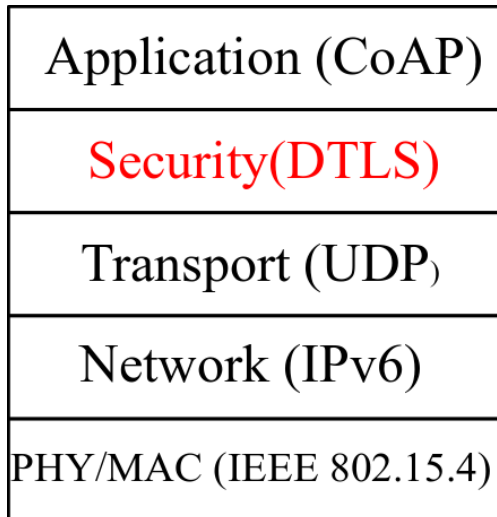 Application (CoAP)
Security(DTLS)
Transport (UDP)
Network (IPv6)
PHY/MAC (IEEE 802.15.4)